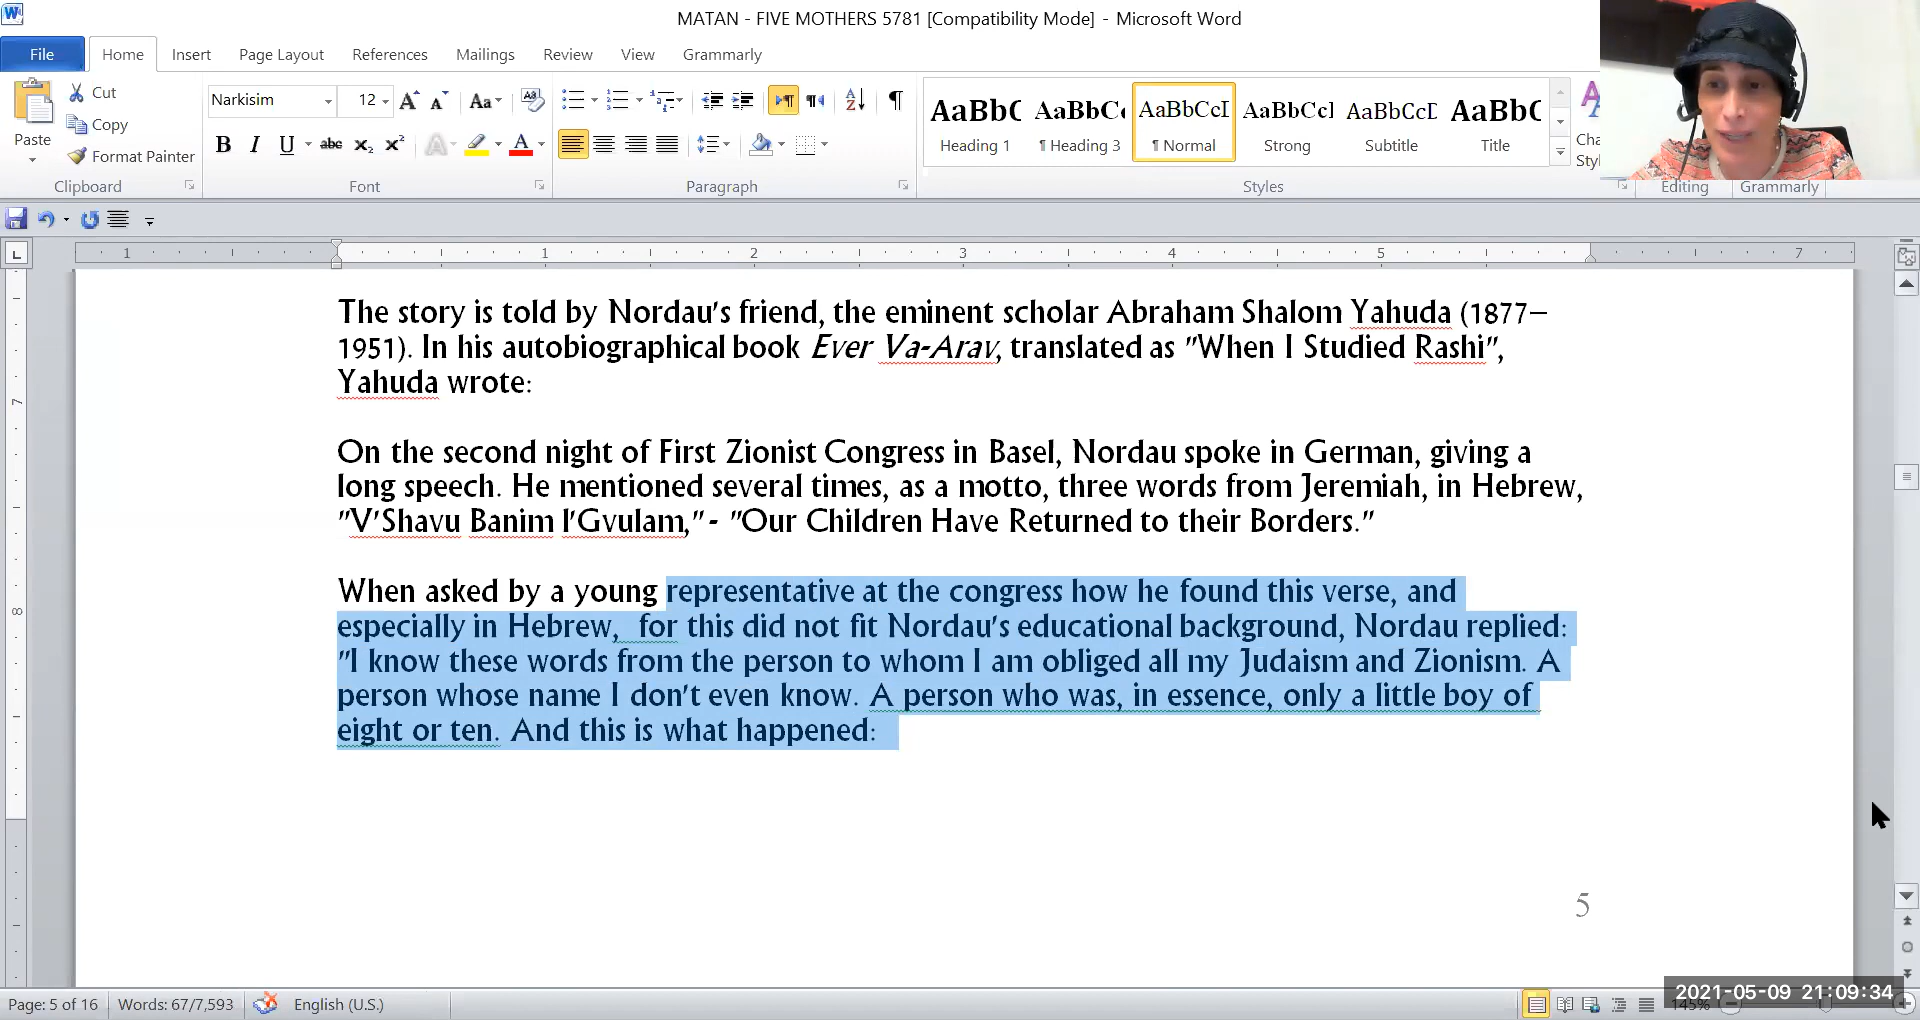 MATAN - FIVE MOTHERS 5781 [Compatibility Mode] - Microsoft Word
File Home Insert Page Layout References Mailings Review View Grammarly
Paste
Cut
Copy
Format Painter
Clipboard
Narkisim 12
Font
Paragraph
AaBbC AaBbCc AaBbCcI AaBbCcI AaBbCcD AaBbC
Heading 1 ¶ Heading 3 ¶ Normal Strong Subtitle Title
Styles
Editing Grammarly
1 1 2 3 4 5 7
The story is told by Nordau's friend, the eminent scholar Abraham Shalom Yahuda (1877–
1951). In his autobiographical book Ever Va-Arav, translated as "When I Studied Rashi",
Yahuda wrote:
On the second night of First Zionist Congress in Basel, Nordau spoke in German, giving a
long speech. He mentioned several times, as a motto, three words from Jeremiah, in Hebrew,
"V'Shavu Banim l'Gvulam,"- "Our Children Have Returned to their Borders."
When asked by a young representative at the congress how he found this verse, and
especially in Hebrew,  for this did not fit Nordau's educational background, Nordau replied:
"I know these words from the person to whom I am obliged all my Judaism and Zionism. A
person whose name I don't even know. A person who was, in essence, only a little boy of
eight or ten. And this is what happened:
5
Page: 5 of 16 Words: 67/7,593 English (U.S.)
2021-05-09 21:09:34